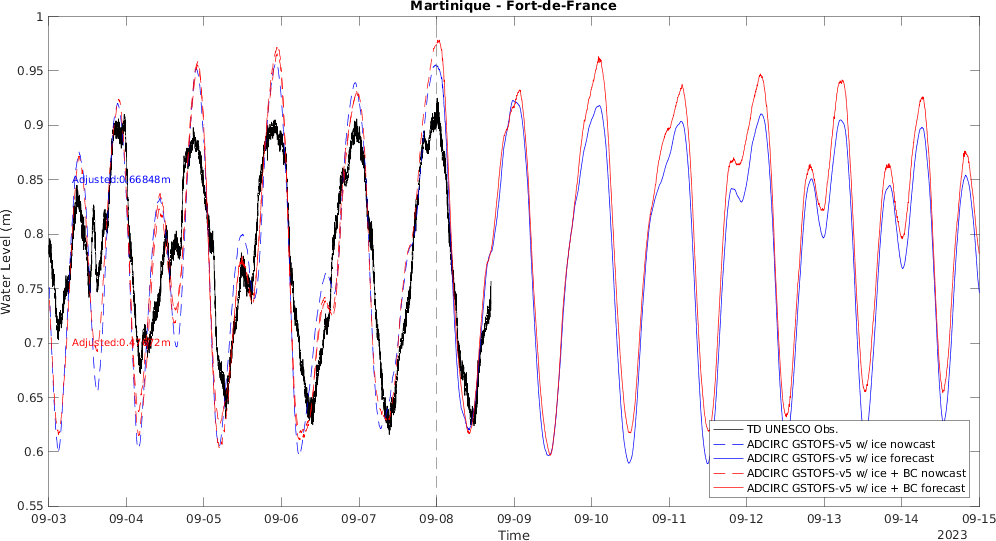 Martinique - Fort-de-France
1
0.95
0.9
0.85
0.8
0.75
0.7
0.65
0.6
0.55
Water Level (m)
Adjusted:0.66848m
TD UNESCO Obs.
ADCIRC GSTOFS-v5 w/ ice nowcast
ADCIRC GSTOFS-v5 w/ ice forecast
ADCIRC GSTOFS-v5 w/ ice + BC nowcast
ADCIRC GSTOFS-v5 w/ ice + BC forecast
09-03 09-04 09-05 09-06 09-07 09-08 09-09 09-10 09-11 09-12 09-13 09-14 09-15
Time
2023